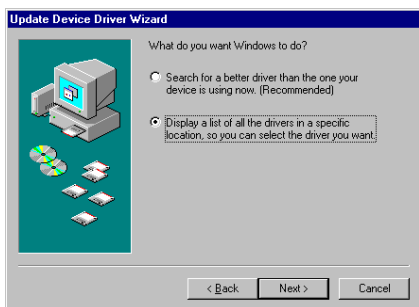 Update Device Driver Wizard
What do you want Windows to do?
Search for a better driver than the one your
device is using now. (Recommended)
Display a list of all the drivers in a specific
location, so you can select the driver you want.
< Back
Next >
Cancel